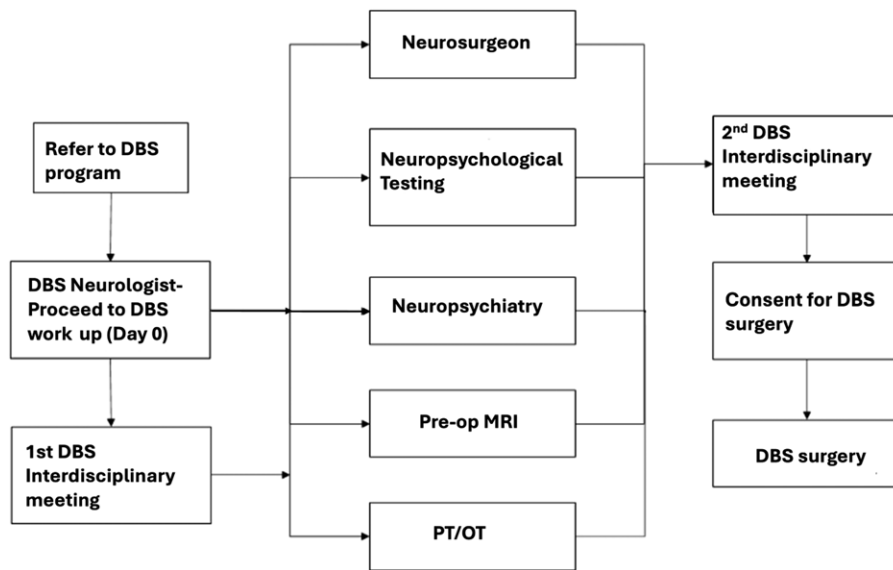 Refer to DBS
program
DBS Neurologist-
Proceed to DBS
work up (Day 0)
1st DBS
Interdisciplinary
meeting
Neurosurgeon
Neuropsychological
Testing
Neuropsychiatry
Pre-op MRI
PT/OT
2nd DBS
Interdisciplinary
meeting
Consent for DBS
surgery
DBS surgery